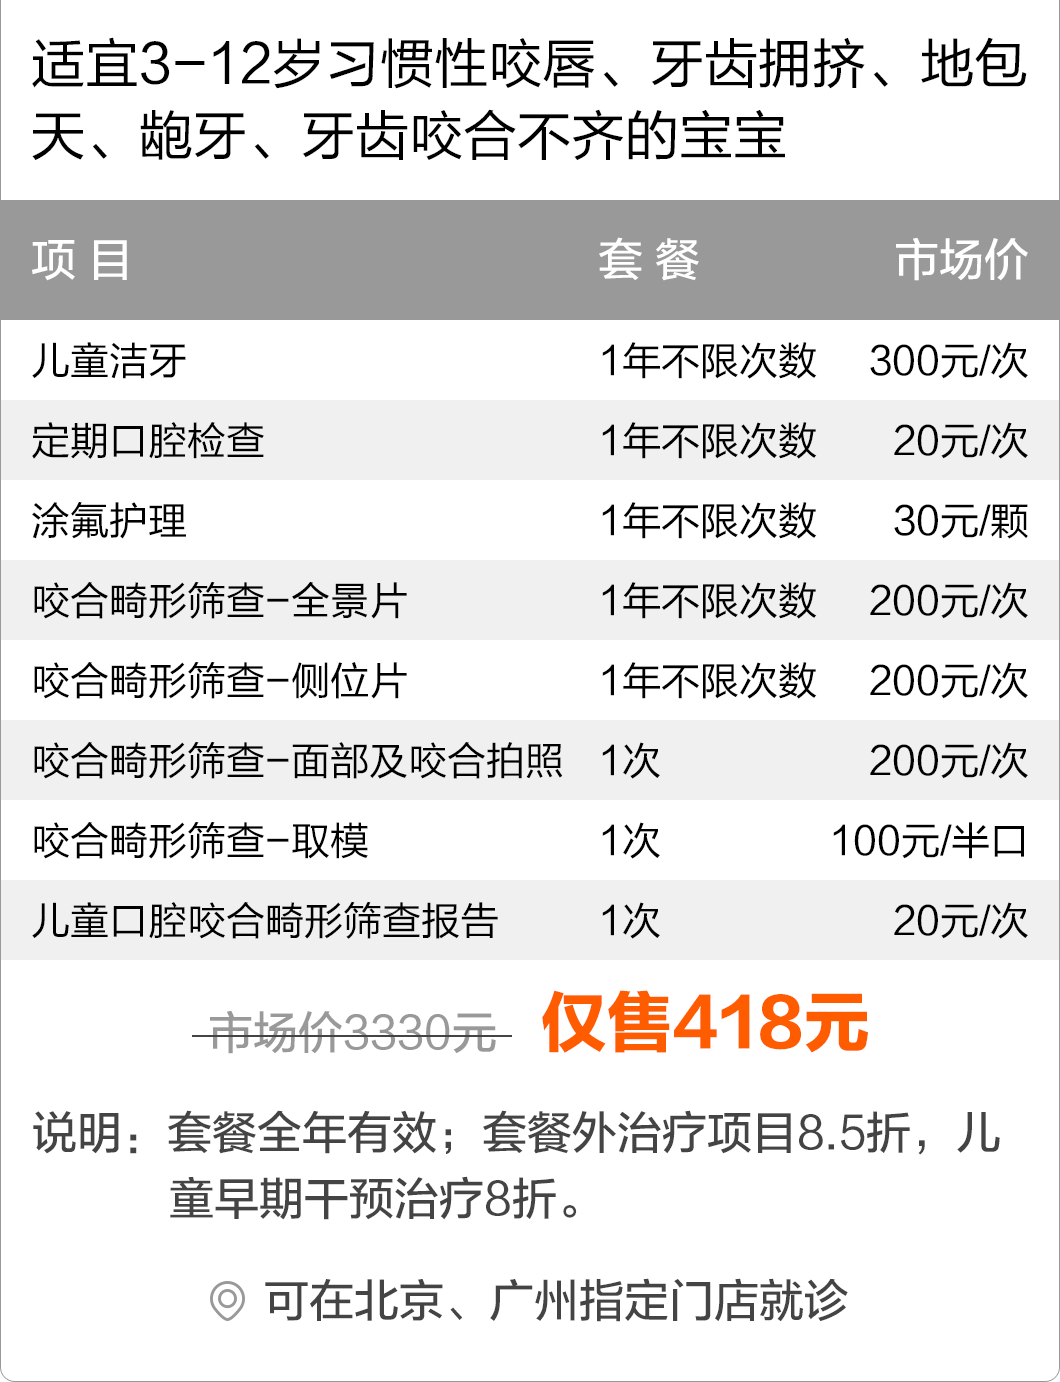 适宜3-12岁习惯性咬唇、牙齿拥挤、地包
天、龅牙、牙齿咬合不齐的宝宝
项 目 套 餐 市场价
儿童洁牙 1年不限次数 300元/次
定期口腔检查 1年不限次数 20元/次
涂氟护理 1年不限次数 30元/颗
咬合畸形筛查-全景片 1年不限次数 200元/次
咬合畸形筛查-侧位片 1年不限次数 200元/次
咬合畸形筛查-面部及咬合拍照 1次 200元/次
咬合畸形筛查-取模 1次 100元/半口
儿童口腔咬合畸形筛查报告 1次 20元/次
市场价3330元 仅售418元
说明：套餐全年有效；套餐外治疗项目8.5折，儿
童早期干预治疗8折。
可在北京、广州指定门店就诊